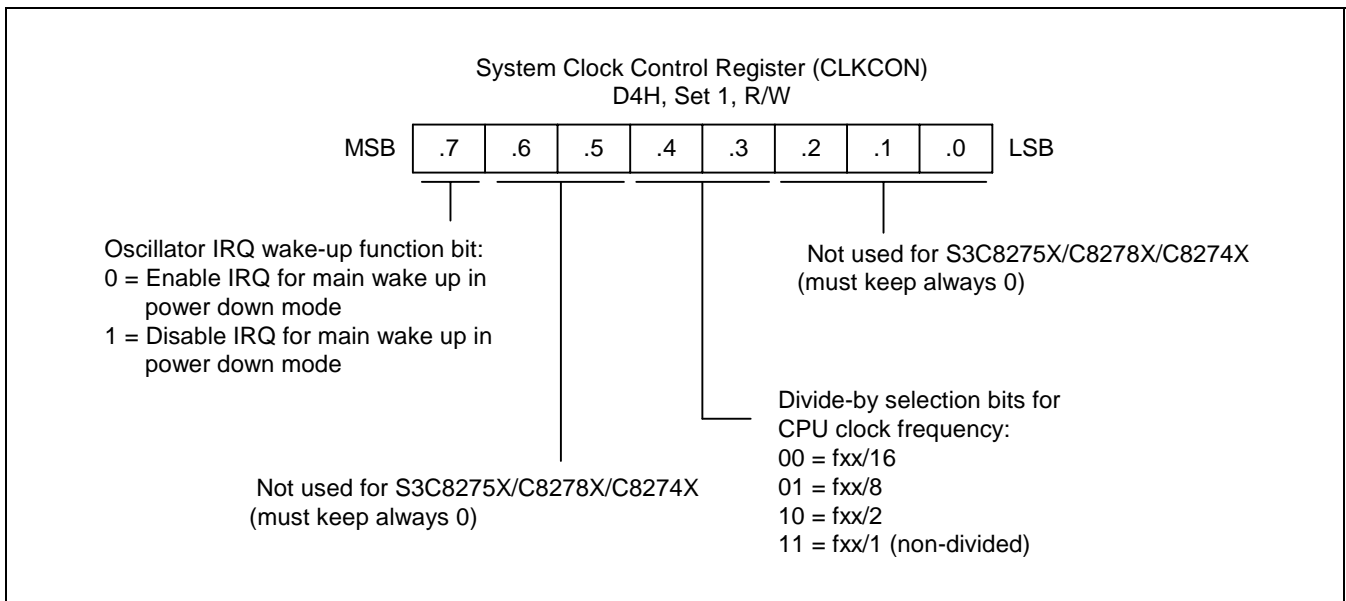 System Clock Control Register (CLKCON)
D4H, Set 1, R/W
MSB .7 .6 .5 .4 .3 .2 .1 .0 LSB
Oscillator IRQ wake-up function bit:
0 = Enable IRQ for main wake up in
power down mode
1 = Disable IRQ for main wake up in
power down mode
Not used for S3C8275X/C8278X/C8274X
(must keep always 0)
Divide-by selection bits for
CPU clock frequency:
00 = fxx/16
01 = fxx/8
10 = fxx/2
11 = fxx/1 (non-divided)
Not used for S3C8275X/C8278X/C8274X
(must keep always 0)